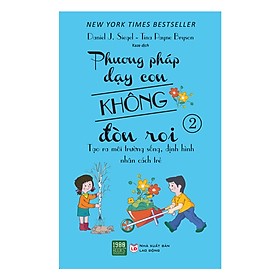 NEW YORK TIMES BESTSELLER
Daniel J. Siegel - Tina Payne Bryson
dịch
Phương pháp
dạy con
KHÔNG
đòn roi
2
Tạo ra môi trường sống, định hình
nhân cách trẻ
1980
BOOKS
NHÀ XUẤT BẢN
LAO ĐỘNG